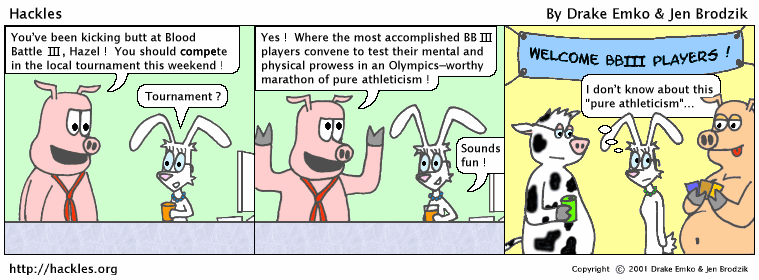 Hackles
By Drake Emko & Jen Brodzik
You've been kicking butt at Blood
Battle III, Hazel! You should compete
in the local tournament this weekend!
Tournament?
Yes! Where the most accomplished BB III
players convene to test their mental and
physical prowess in an Olympics-worthy
marathon of pure athleticism!
Sounds
fun!
WELCOME BBIII PLAYERS!
I don't know about this
"pure athleticism"...
http://hackles.org
Copyright © 2001 Drake Emko & Jen Brodzik